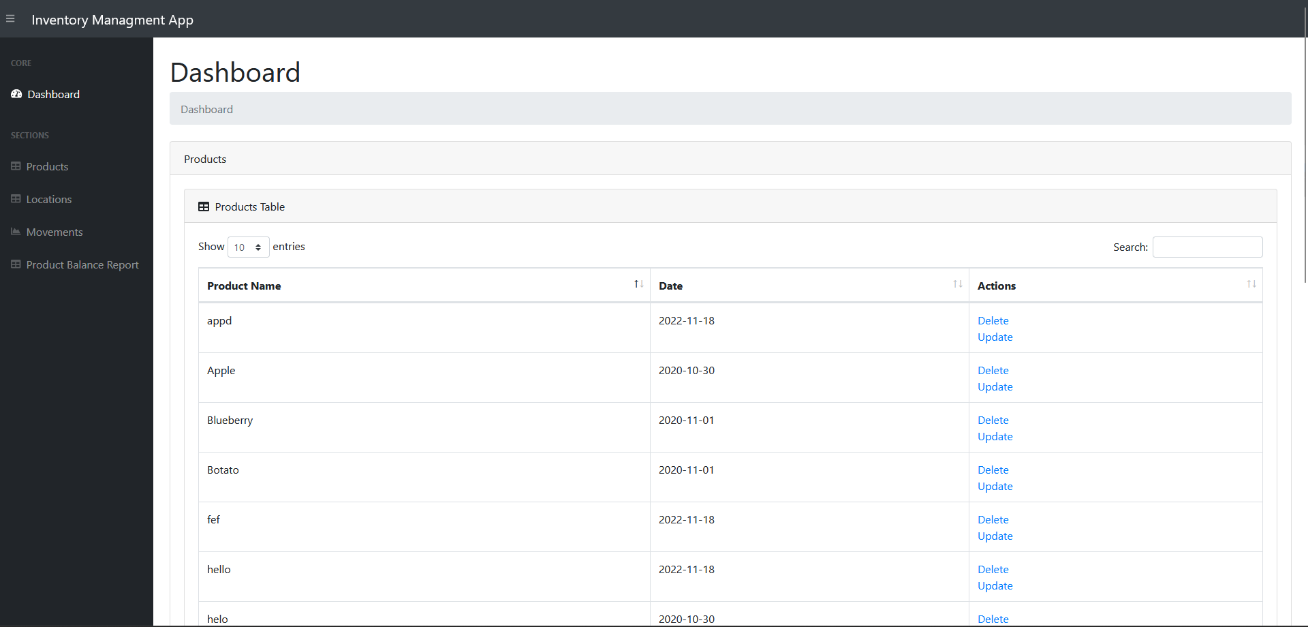 Inventory Managment App
CORE
Dashboard
SECTIONS
Products
Locations
Movements
Product Balance Report
Dashboard
Dashboard
Products
Products Table
Show 10 entries
Search:
Product Name Date Actions
appd 2022-11-18 Delete
Update
Apple 2020-10-30 Delete
Update
Blueberry 2020-11-01 Delete
Update
Botato 2020-11-01 Delete
Update
fef 2022-11-18 Delete
Update
hello 2022-11-18 Delete
Update
helo 2020-10-30 Delete